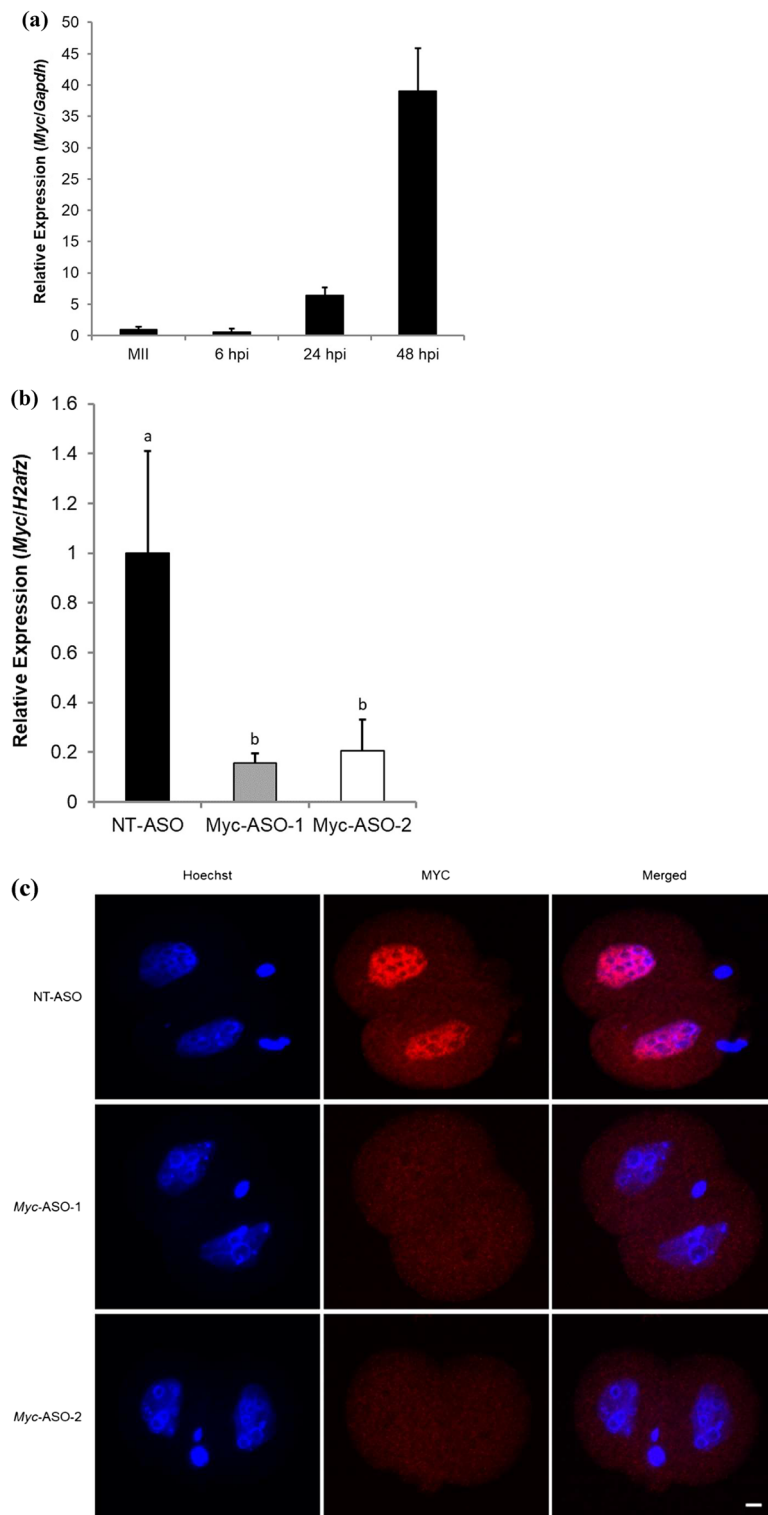 (a)
Relative Expression (Myc/Gapdh)
50
45
40
35
30
25
20
15
10
5
0
MII 6 hpi 24 hpi 48 hpi
(b)
Relative Expression (Myc/H2afz)
1.6
1.4
1.2
1
0.8
0.6
0.4
0.2
0
a
b
b
NT-ASO Myc-ASO-1 Myc-ASO-2
(c)
Hoechst MYC Merged
NT-ASO
Myc-ASO-1
Myc-ASO-2